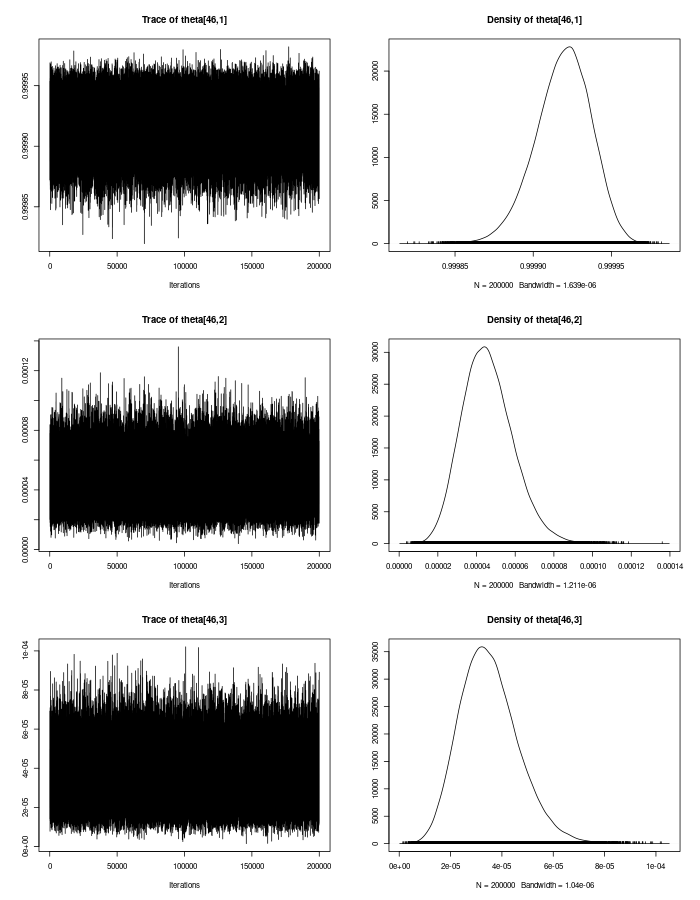 Trace of theta[46,1]
0.99985 0.99990 0.99995
0 50000 100000 150000 200000
Iterations
Density of theta[46,1]
0 5000 10000 15000 20000
0.99985 0.99990 0.99995
N = 200000 Bandwidth = 1.639e-06
Trace of theta[46,2]
0.00000 0.00004 0.00008 0.00012
0 50000 100000 150000 200000
Iterations
Density of theta[46,2]
0 5000 10000 15000 20000 25000 30000
0.00000 0.00002 0.00004 0.00006 0.00008 0.00010 0.00012 0.00014
N = 200000 Bandwidth = 1.211e-06
Trace of theta[46,3]
0e+00 2e-05 4e-05 6e-05 8e-05 1e-04
0 50000 100000 150000 200000
Iterations
Density of theta[46,3]
0 5000 10000 15000 20000 25000 30000 35000
0e+00 2e-05 4e-05 6e-05 8e-05 1e-04
N = 200000 Bandwidth = 1.04e-06